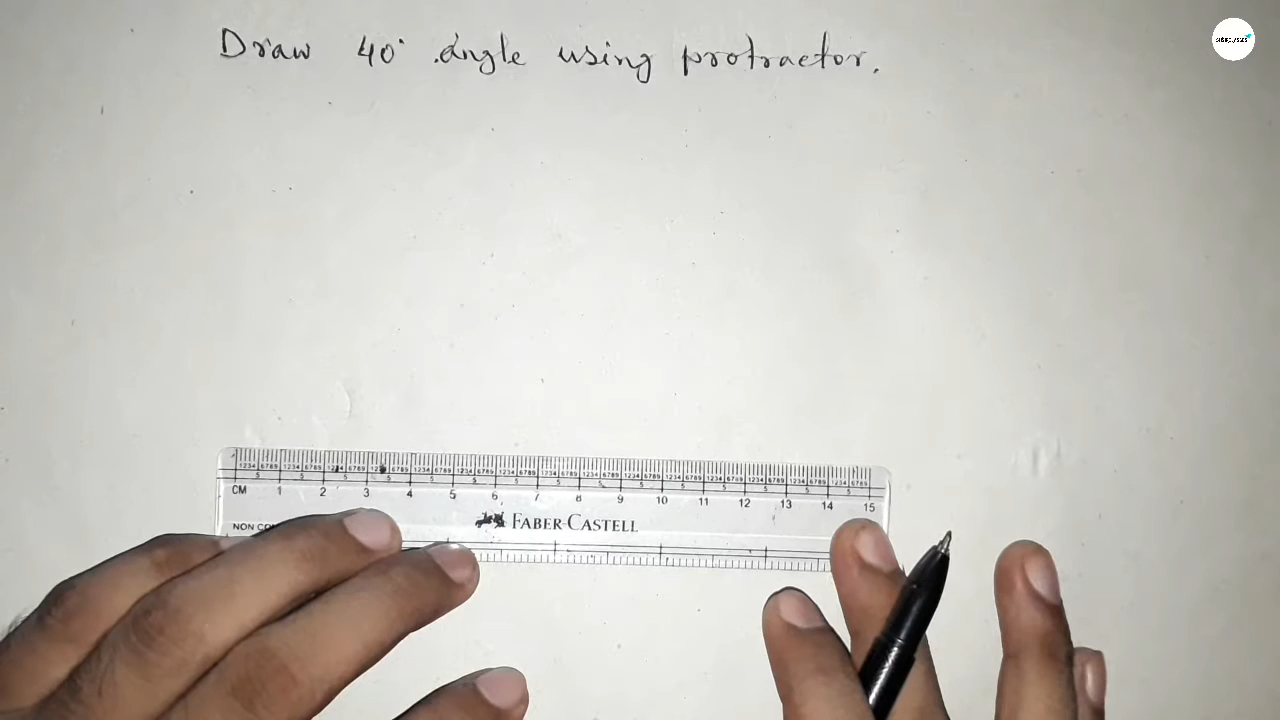 Draw 40° angle using protractor.
CM 1 2 3 4 5 6 7 8 9 10 11 12 13 14 15
FABER-CASTELL
NON